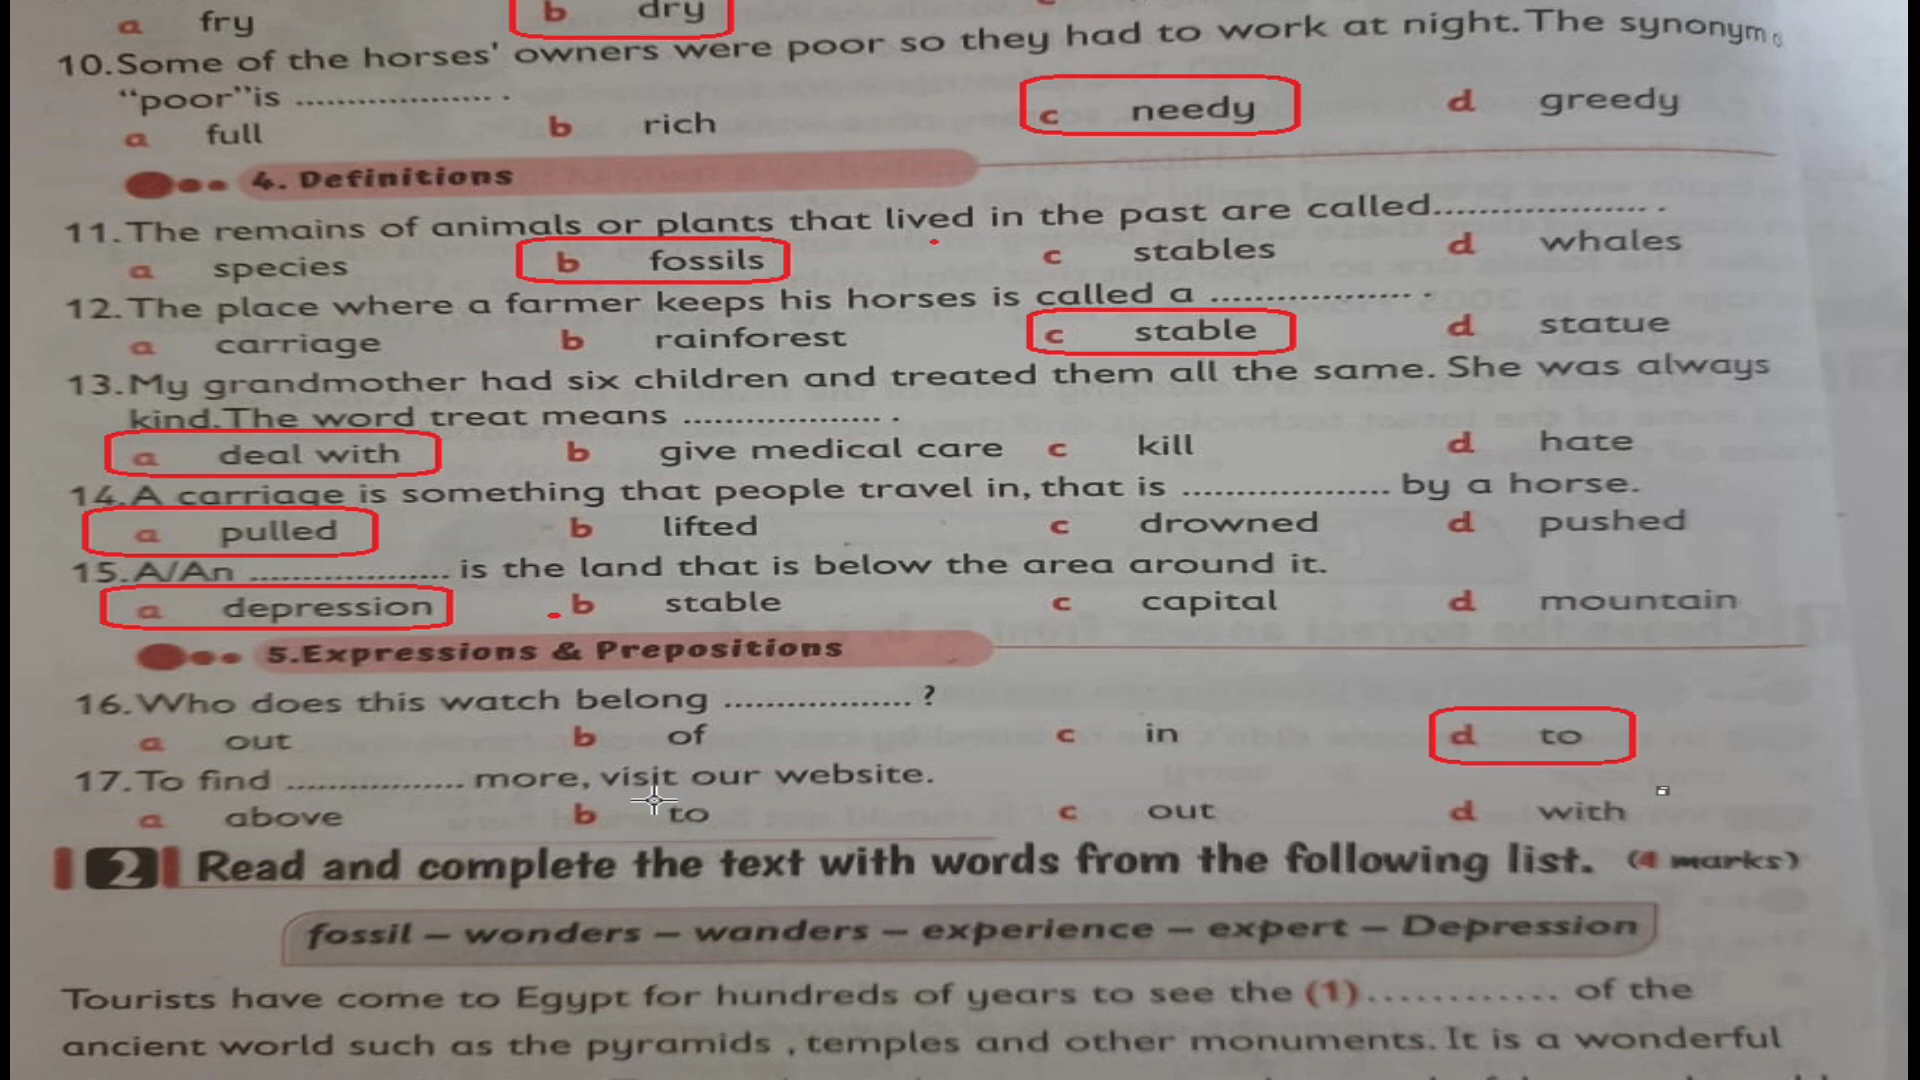 a fry b dry
10.Some of the horses' owners were poor so they had to work at night. The synonym
"poor"is ................... .
a full b rich c needy d greedy
4. Definitions
11.The remains of animals or plants that lived in the past are called.................... .
a species b fossils c stables d whales
12.The place where a farmer keeps his horses is called a ................... .
a carriage b rainforest c stable d statue
13.My grandmother had six children and treated them all the same. She was always
kind.The word treat means ................... .
a deal with b give medical care c kill d hate
14.A carriage is something that people travel in, that is ................... by a horse.
a pulled b lifted c drowned d pushed
15.A/An ................... is the land that is below the area around it.
a depression b stable c capital d mountain
5.Expressions & Prepositions
16.Who does this watch belong ................... ?
a out b of c in d to
17.To find ................. more, visit our website.
a above b to c out d with
2 Read and complete the text with words from the following list. (4 marks)
fossil – wonders – wanders – experience – expert – Depression
Tourists have come to Egypt for hundreds of years to see the (1)............. of the
ancient world such as the pyramids , temples and other monuments. It is a wonderful